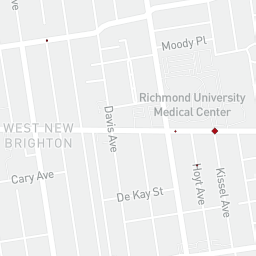 Moody Pl
Richmond University
Medical Center
WEST NEW
BRIGHTON
Davis Ave
Cary Ave
De Kay St
Hoyt Ave
Kissel Ave